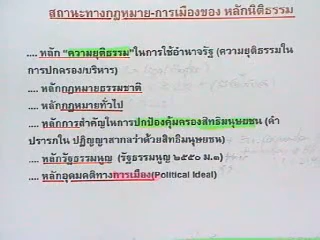 สถานะทางกฎหมาย-การเมืองของ หลักนิติธรรม
.... หลัก "ความยุติธรรม"ในการใช้อำนาจรัฐ (ความยุติธรรมใน
การปกครอง/บริหาร)
.... หลักกฎหมายธรรมชาติ
.... หลักกฎหมายทั่วไป
.... หลักการสำคัญในการปกป้องคุ้มครองสิทธิมนุษยชน (คำ
ปรารภใน ปฏิญญาสากลว่าด้วยสิทธิมนุษยชน)
.... หลักรัฐธรรมนูญ (รัฐธรรมนูญ ๒๕๕๐ ม.๓)
.... หลักอุดมคติทางการเมือง(Political Ideal)